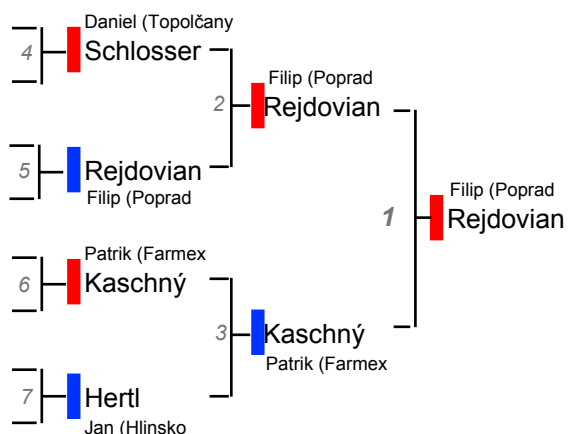 Daniel (Topolčany
4
Schlosser
Filip (Poprad
2
Rejdovian
5
Rejdovian
Filip (Poprad
Filip (Poprad
1
Rejdovian
Patrik (Farmex
6
Kaschný
3
Kaschný
Patrik (Farmex
7
Hertl
Jan (Hlinsko